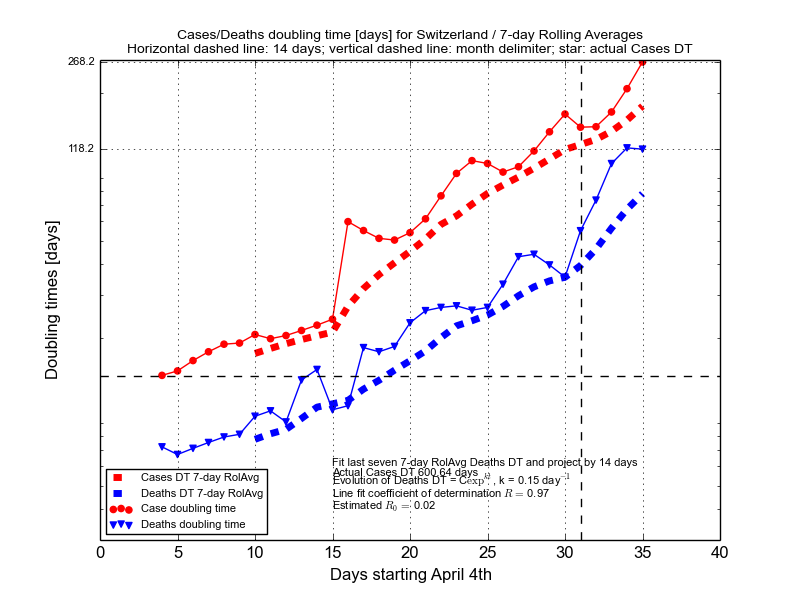 Cases/Deaths doubling time [days] for Switzerland / 7-day Rolling Averages
Horizontal dashed line: 14 days; vertical dashed line: month delimiter; star: actual Cases DT
268.2
118.2
Doubling times [days]
Fit last seven 7-day RolAvg Deaths DT and project by 14 days
Actual Cases DT 600.64 days
Evolution of Deaths DT = Cexp^{kt}, k = 0.15 day^{-1}
Line fit coefficient of determination R = 0.97
Estimated R_0 = 0.02
Cases DT 7-day RolAvg
Deaths DT 7-day RolAvg
Case doubling time
Deaths doubling time
0 5 10 15 20 25 30 35 40
Days starting April 4th